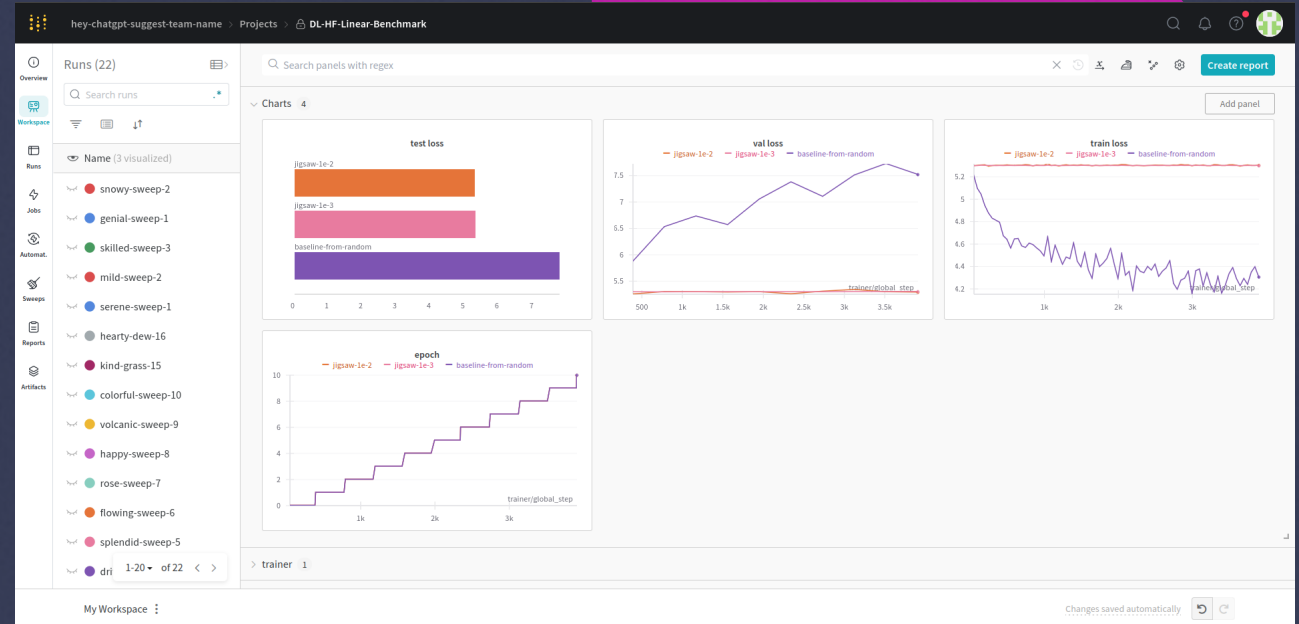 hey-chatgpt-suggest-team-name > Projects > DL-HF-Linear-Benchmark
Overview
Workspace
Runs
Jobs
Automat.
Sweeps
Reports
Artifacts
Runs (22)
Search runs
.*
Name (3 visualized)
snowy-sweep-2
genial-sweep-1
skilled-sweep-3
mild-sweep-2
serene-sweep-1
hearty-dew-16
kind-grass-15
colorful-sweep-10
volcanic-sweep-9
happy-sweep-8
rose-sweep-7
flowing-sweep-6
splendid-sweep-5
dri
1-20 of 22
Search panels with regex
Create report
Charts 4
Add panel
test loss
jigsaw-1e-2
jigsaw-1e-3
baseline-from-random
0 1 2 3 4 5 6 7
val loss
jigsaw-1e-2 jigsaw-1e-3 baseline-from-random
7.5
7
6.5
6
5.5
trainer/global_step
500 1k 1.5k 2k 2.5k 3k 3.5k
train loss
jigsaw-1e-2 jigsaw-1e-3 baseline-from-random
5.2
5
4.8
4.6
4.4
4.2
trainer/global_step
1k 2k 3k
epoch
jigsaw-1e-2 jigsaw-1e-3 baseline-from-random
10
8
6
4
2
0
trainer/global_step
1k 2k 3k
trainer 1
My Workspace
Changes saved automatically